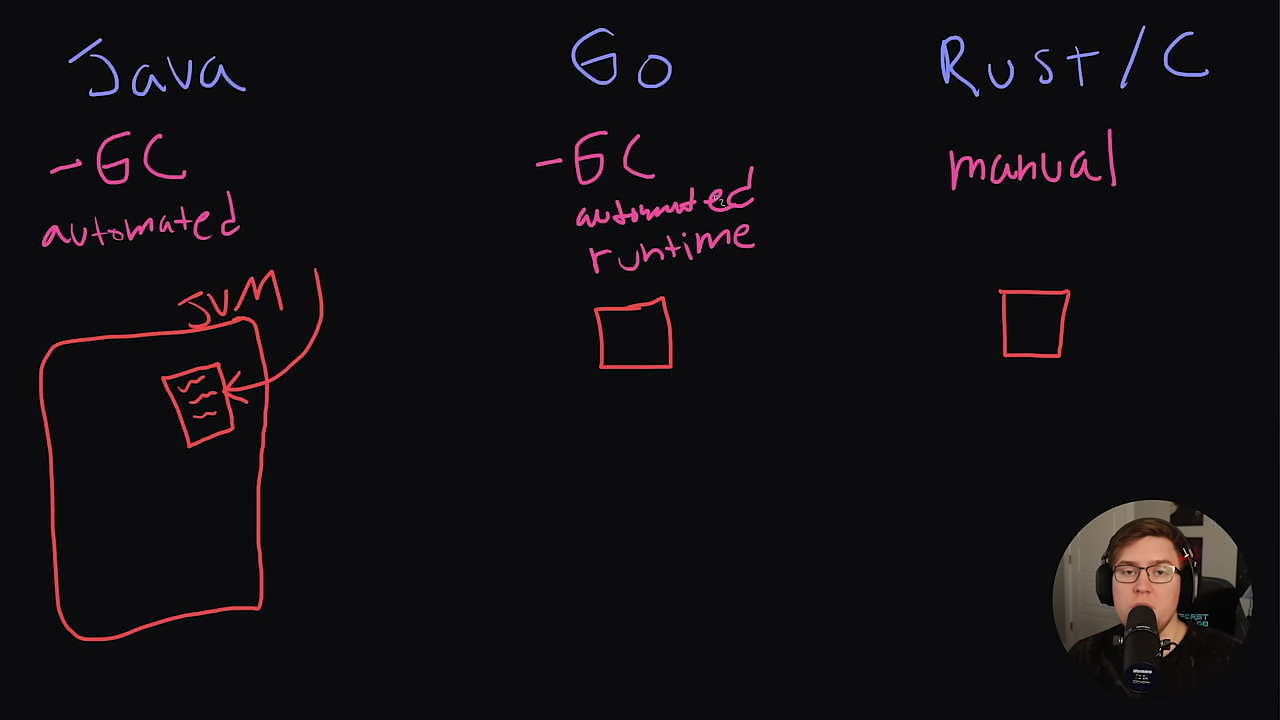 Java
- GC
automated
JVM
Go
- GC
automated
runtime
Rust/C
manual